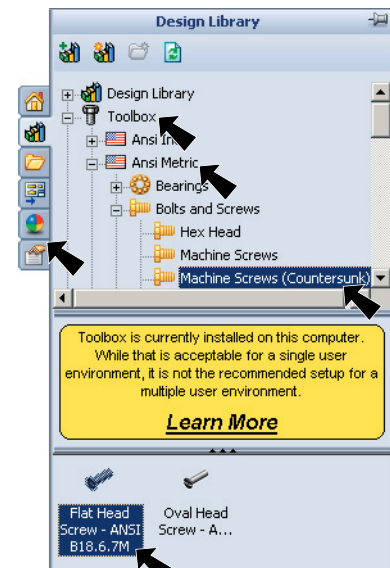 Design Library
Design Library
Toolbox
Ansi
Ansi Metric
Bearings
Bolts and Screws
Hex Head
Machine Screws
Machine Screws (Countersunk)
Toolbox is currently installed on this computer.
While that is acceptable for a single user
environment, it is not the recommended setup for a
multiple user environment.
Learn More
Flat Head
Screw - ANSI
B18.6.7M
Oval Head
Screw - A...